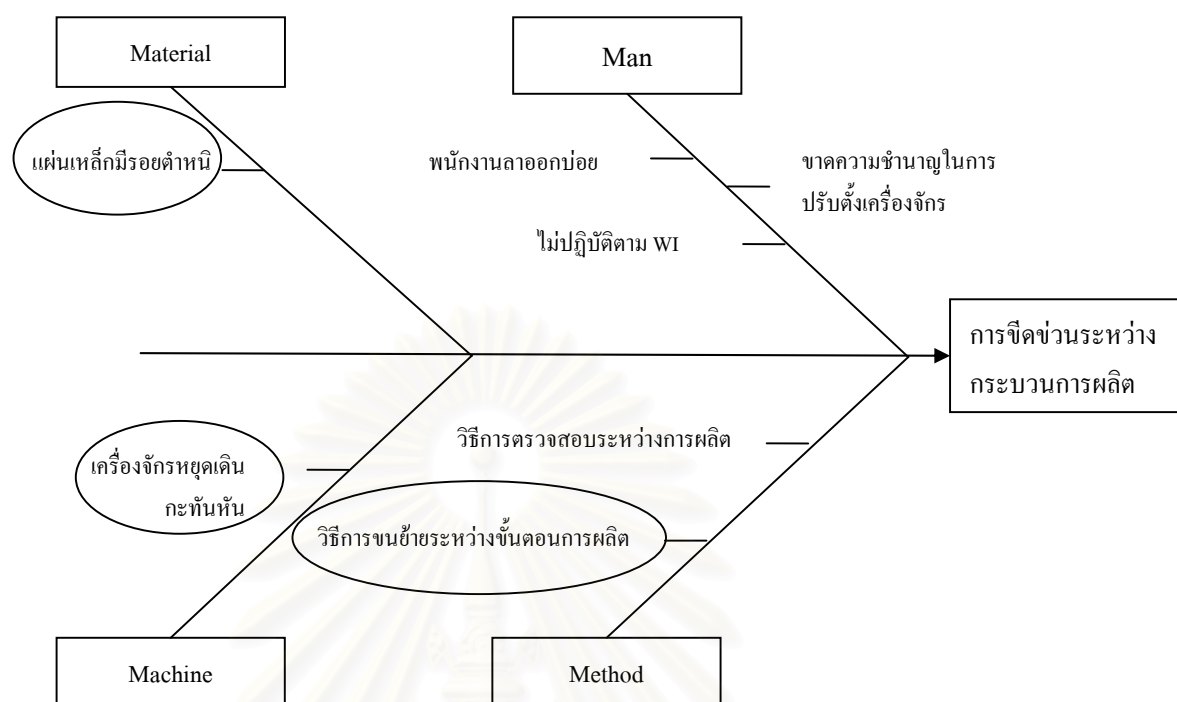 Material
Man
แผ่นเหล็กมีรอยตำหนิ
พนักงานลาออกบ่อย
ขาดความชำนาญในการ
ปรับตั้งเครื่องจักร
ไม่ปฏิบัติตาม WI
การขีดข่วนระหว่าง
กระบวนการผลิต
วิธีการตรวจสอบระหว่างการผลิต
เครื่องจักรหยุดเดิน
กะทันหัน
วิธีการขนย้ายระหว่างขั้นตอนการผลิต
Machine
Method